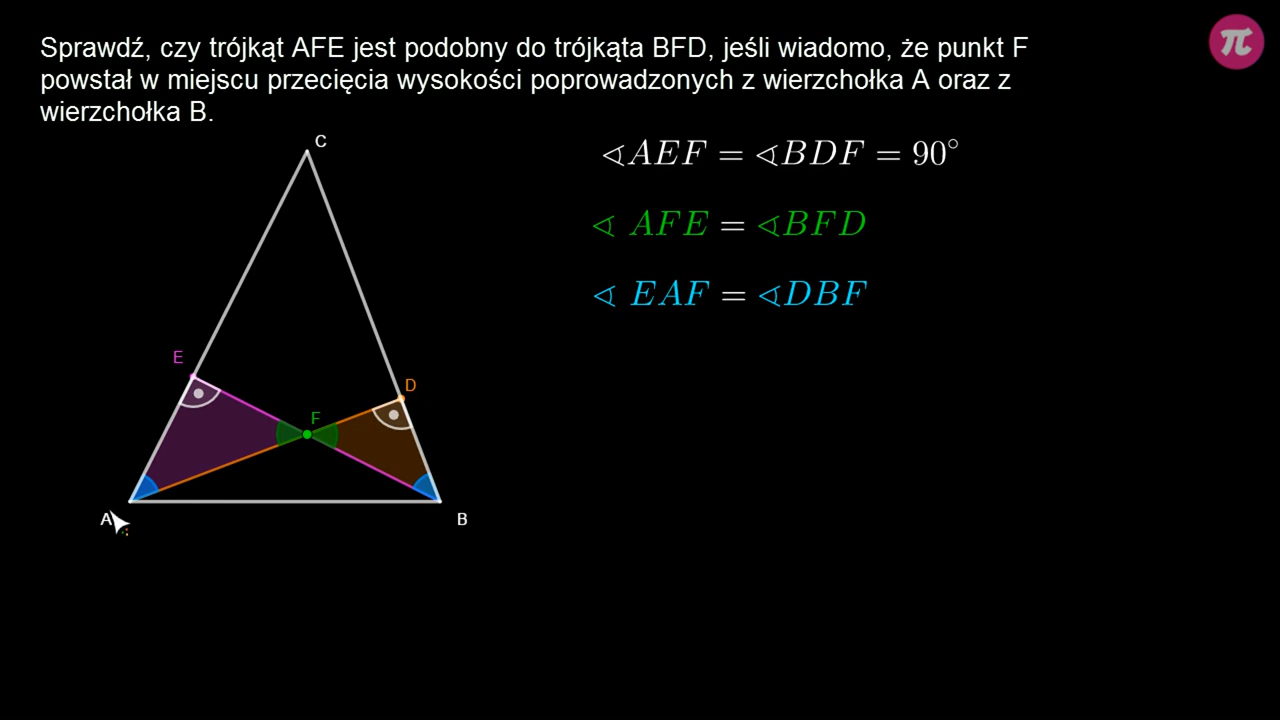 Sprawdź, czy trójkąt AFE jest podobny do trójkąta BFD, jeśli wiadomo, że punkt F
powstał w miejscu przecięcia wysokości poprowadzonych z wierzchołka A oraz z
wierzchołka B.
π
C
∢AEF = ∢BDF = 90°
∢ AFE = ∢BFD
∢ EAF = ∢DBF
E
D
F
A
B